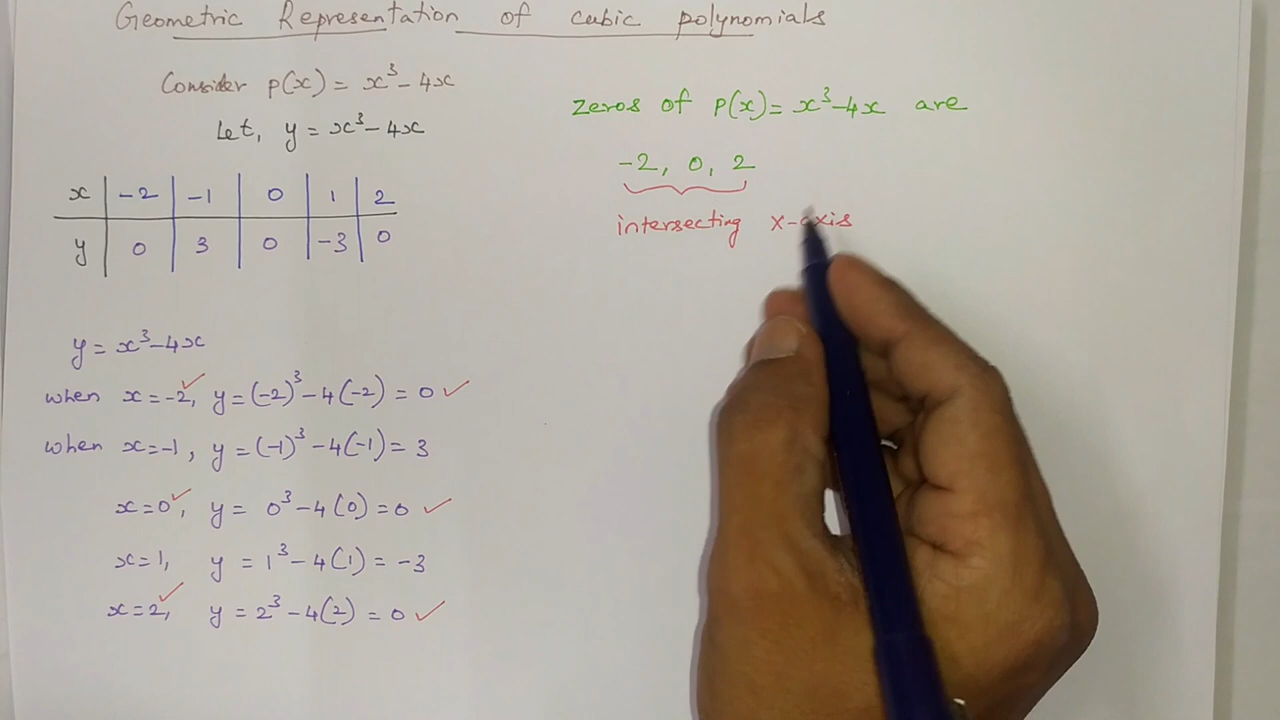 Geometric Representation of cubic polynomials
Consider p(x) = x³ - 4x
Let, y = x³ - 4x
x | -2 | -1 | 0 | 1 | 2
y | 0 | 3 | 0 | -3 | 0
y = x³ - 4x
when x = -2, ✓ y = (-2)³ - 4(-2) = 0 ✓
when x = -1, y = (-1)³ - 4(-1) = 3
x = 0, ✓ y = 0³ - 4(0) = 0 ✓
x = 1, y = 1³ - 4(1) = -3
x = 2, ✓ y = 2³ - 4(2) = 0 ✓
zeros of p(x) = x³ - 4x are
-2, 0, 2
intersecting x-axis